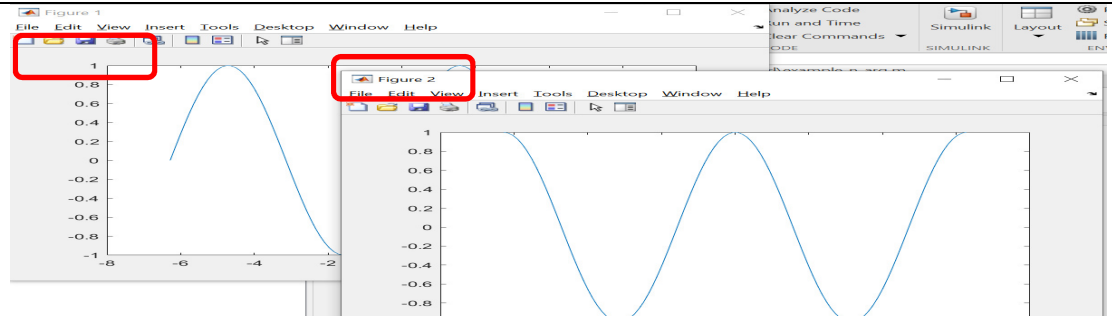 Figure 1
File Edit View Insert Tools Desktop Window Help
1
0.8
0.6
0.4
0.2
0
-0.2
-0.4
-0.6
-0.8
-1
-8 -6 -4 -2
Analyze Code
Run and Time
Clear Commands
Simulink
Layout
SIMULINK
Figure 2
File Edit View Insert Tools Desktop Window Help
1
0.8
0.6
0.4
0.2
0
-0.2
-0.4
-0.6
-0.8